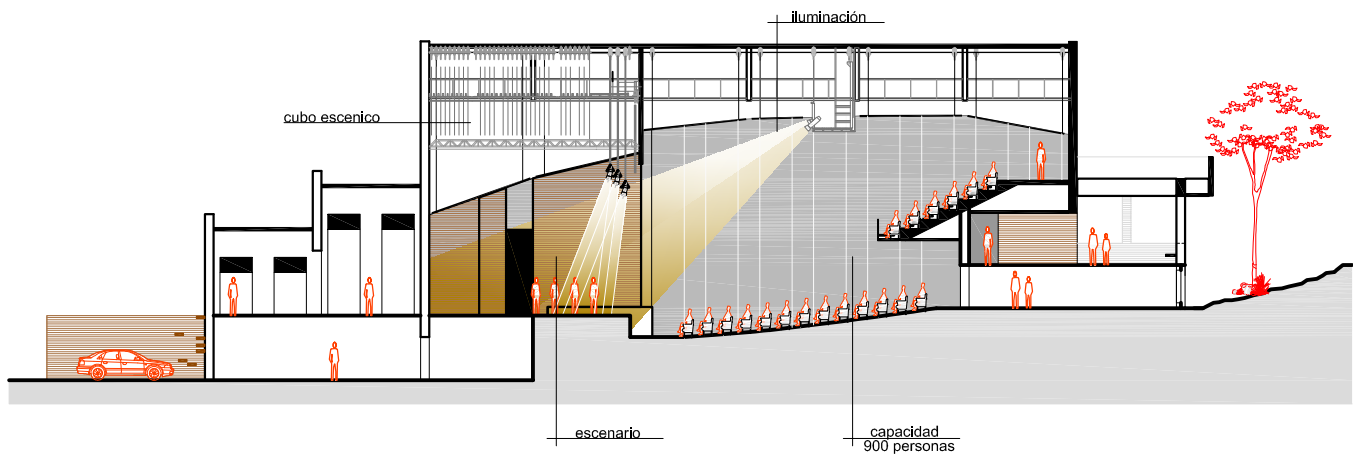 iluminación
cubo escenico
escenario
capacidad
900 personas